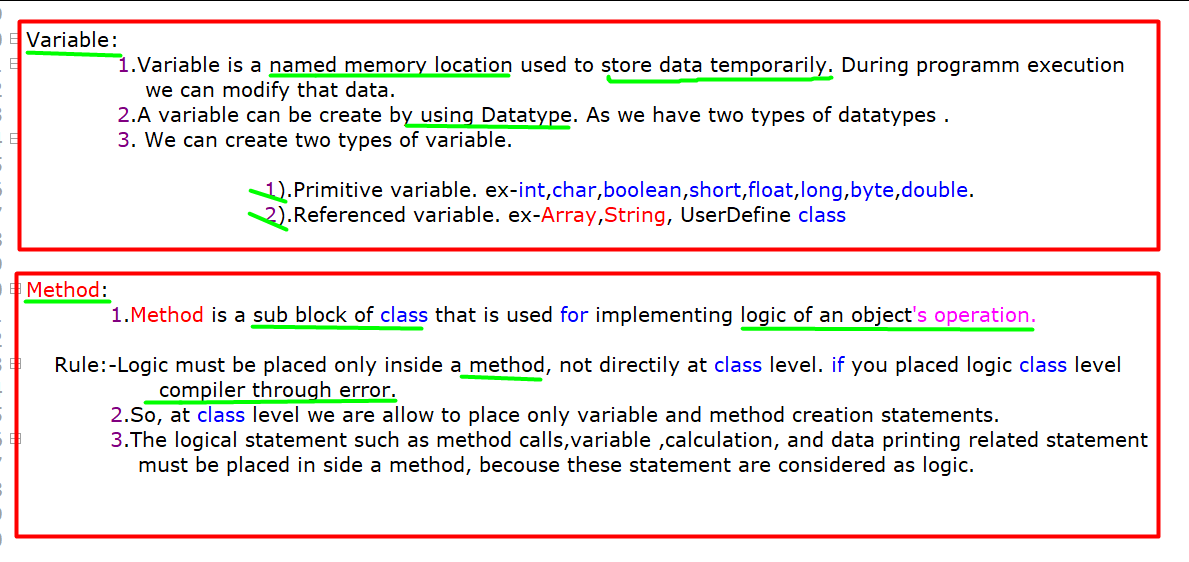 Variable:
1.Variable is a named memory location used to store data temporarily. During programm execution
we can modify that data.
2.A variable can be create by using Datatype. As we have two types of datatypes .
3. We can create two types of variable.
1).Primitive variable. ex-int,char,boolean,short,float,long,byte,double.
2).Referenced variable. ex-Array,String, UserDefine class
Method:
1.Method is a sub block of class that is used for implementing logic of an object's operation.
Rule:-Logic must be placed only inside a method, not directily at class level. if you placed logic class level
compiler through error.
2.So, at class level we are allow to place only variable and method creation statements.
3.The logical statement such as method calls,variable ,calculation, and data printing related statement
must be placed in side a method, becouse these statement are considered as logic.